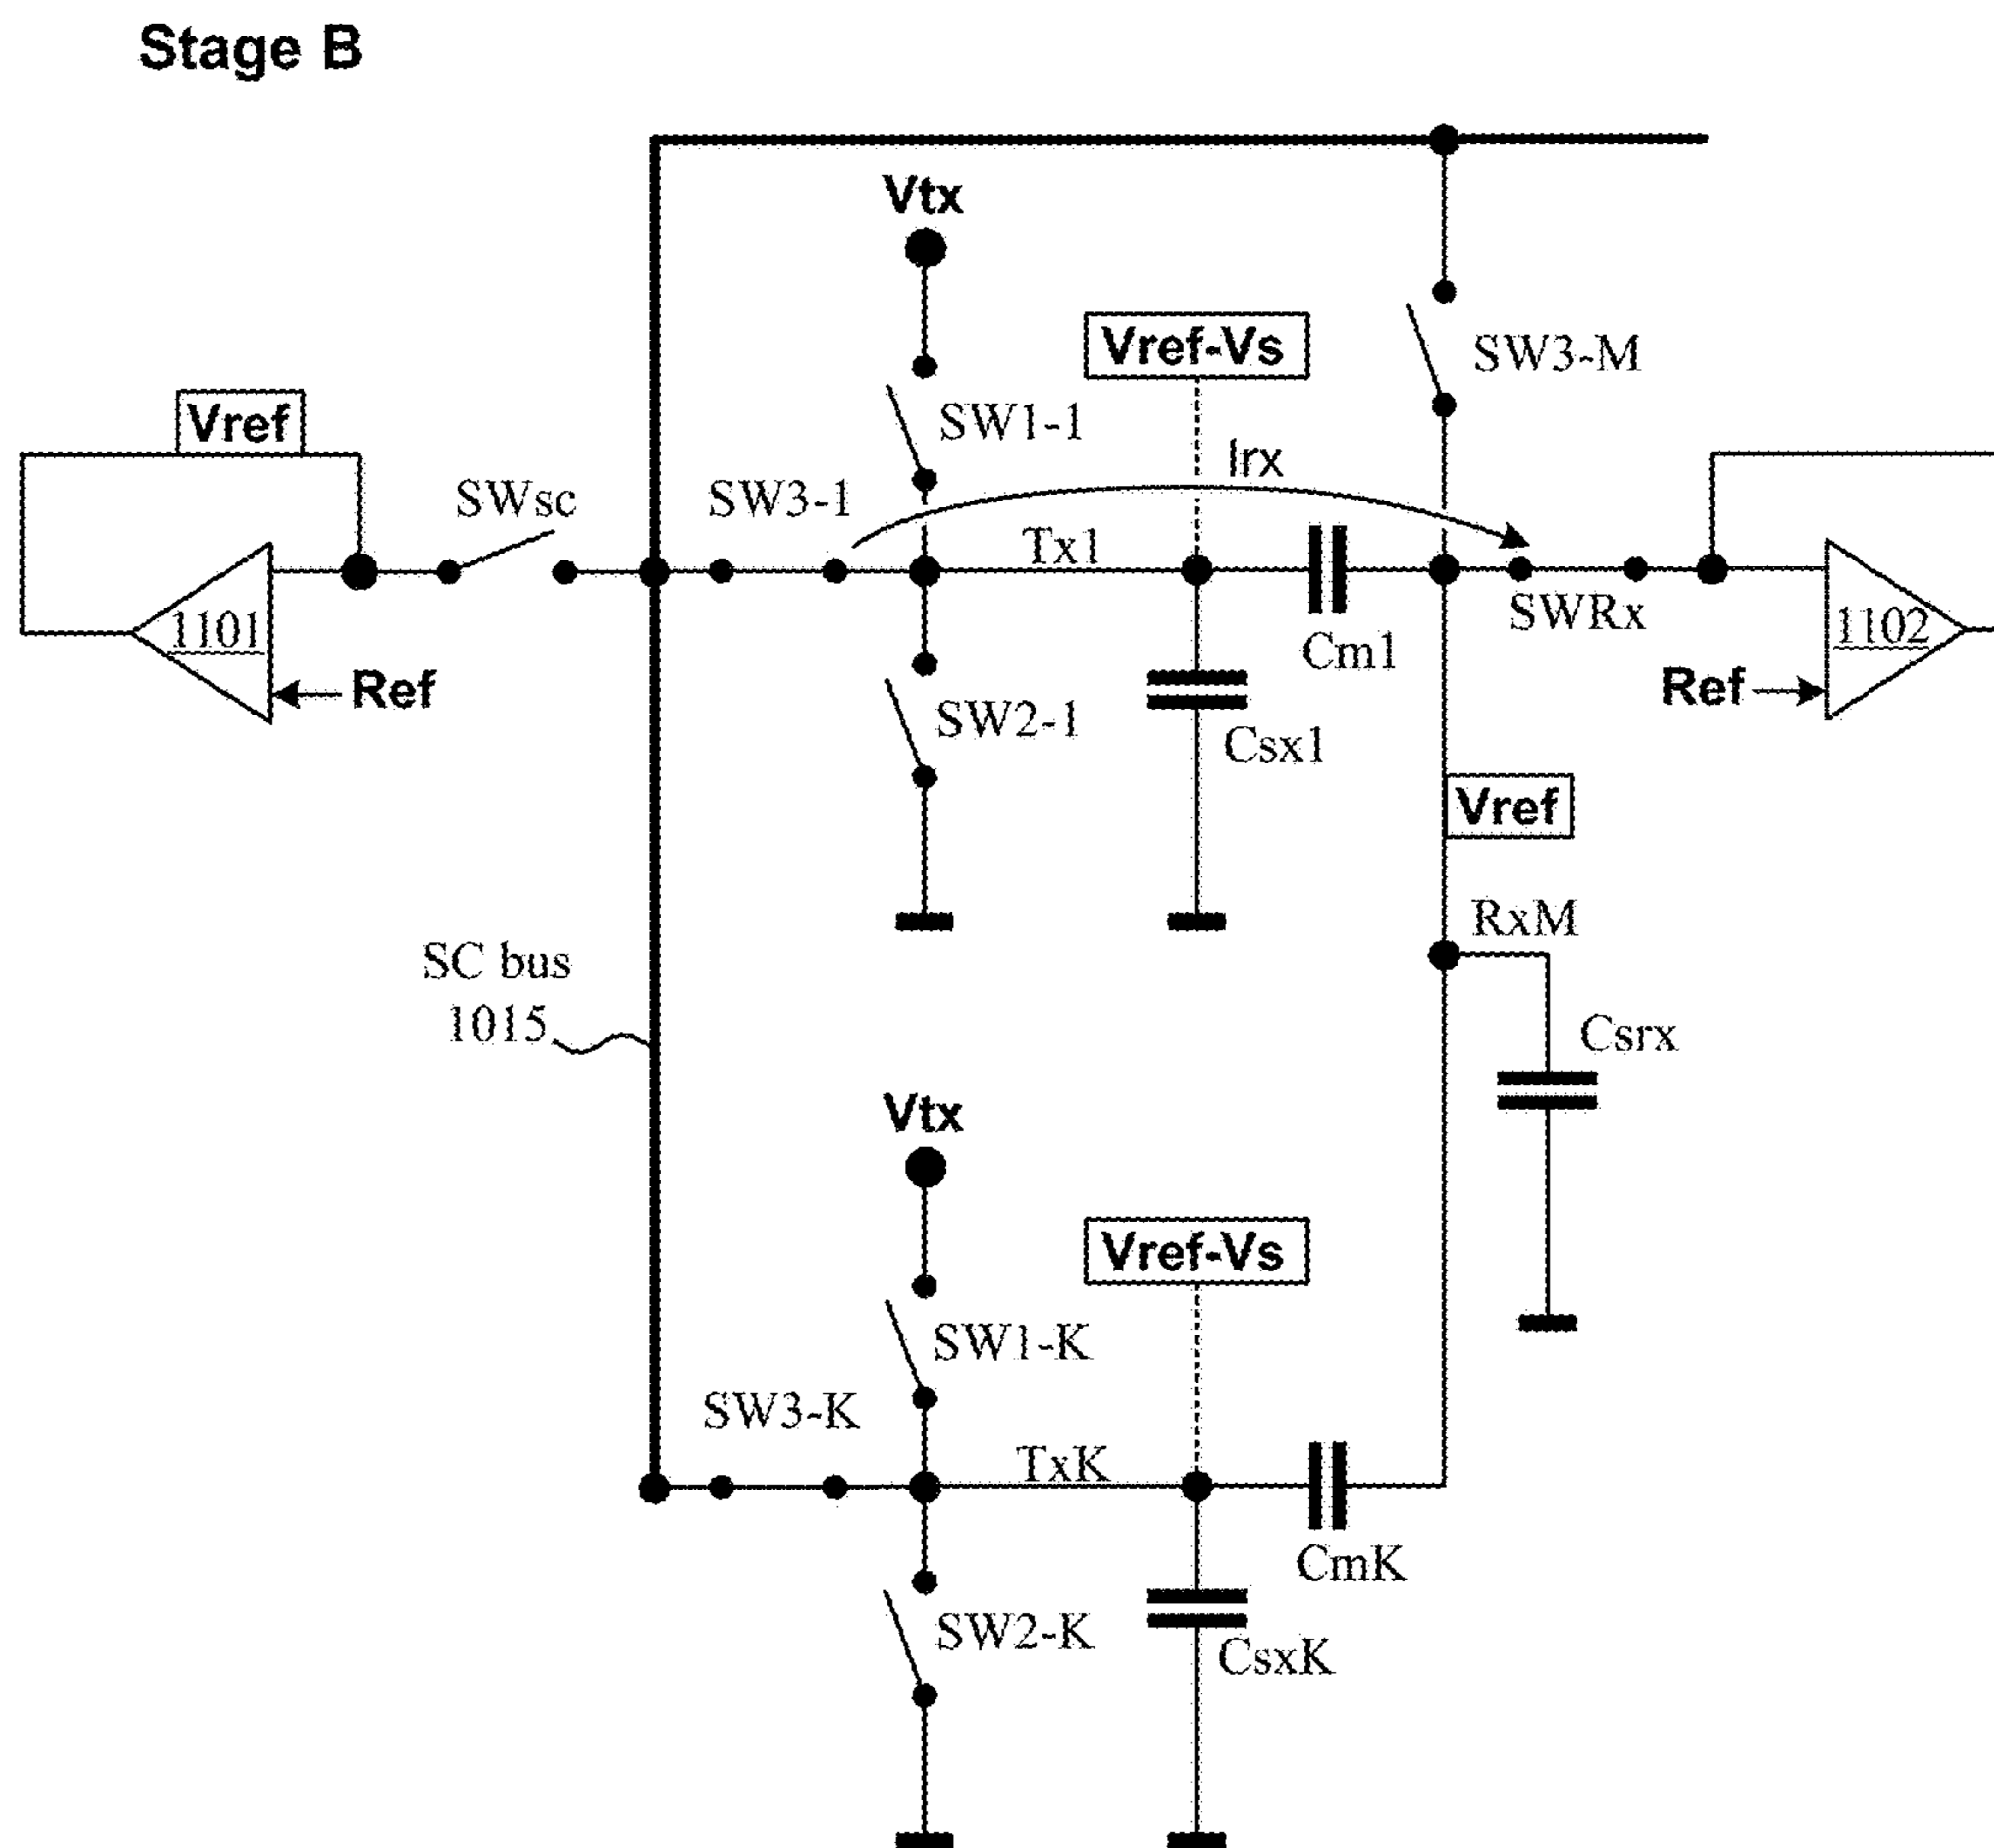 Stage B
Vtx
Vref-Vs
SW3-M
Vref
SW1-1
Irx
SWsc
SW3-1
Tx1
1101
SWRx
1102
Cm1
Ref
Ref
SW2-1
Csx1
Vref
RxM
SC bus
1015
Csrx
Vtx
Vref-Vs
SW1-K
SW3-K
TxK
CmK
SW2-K
CsxK